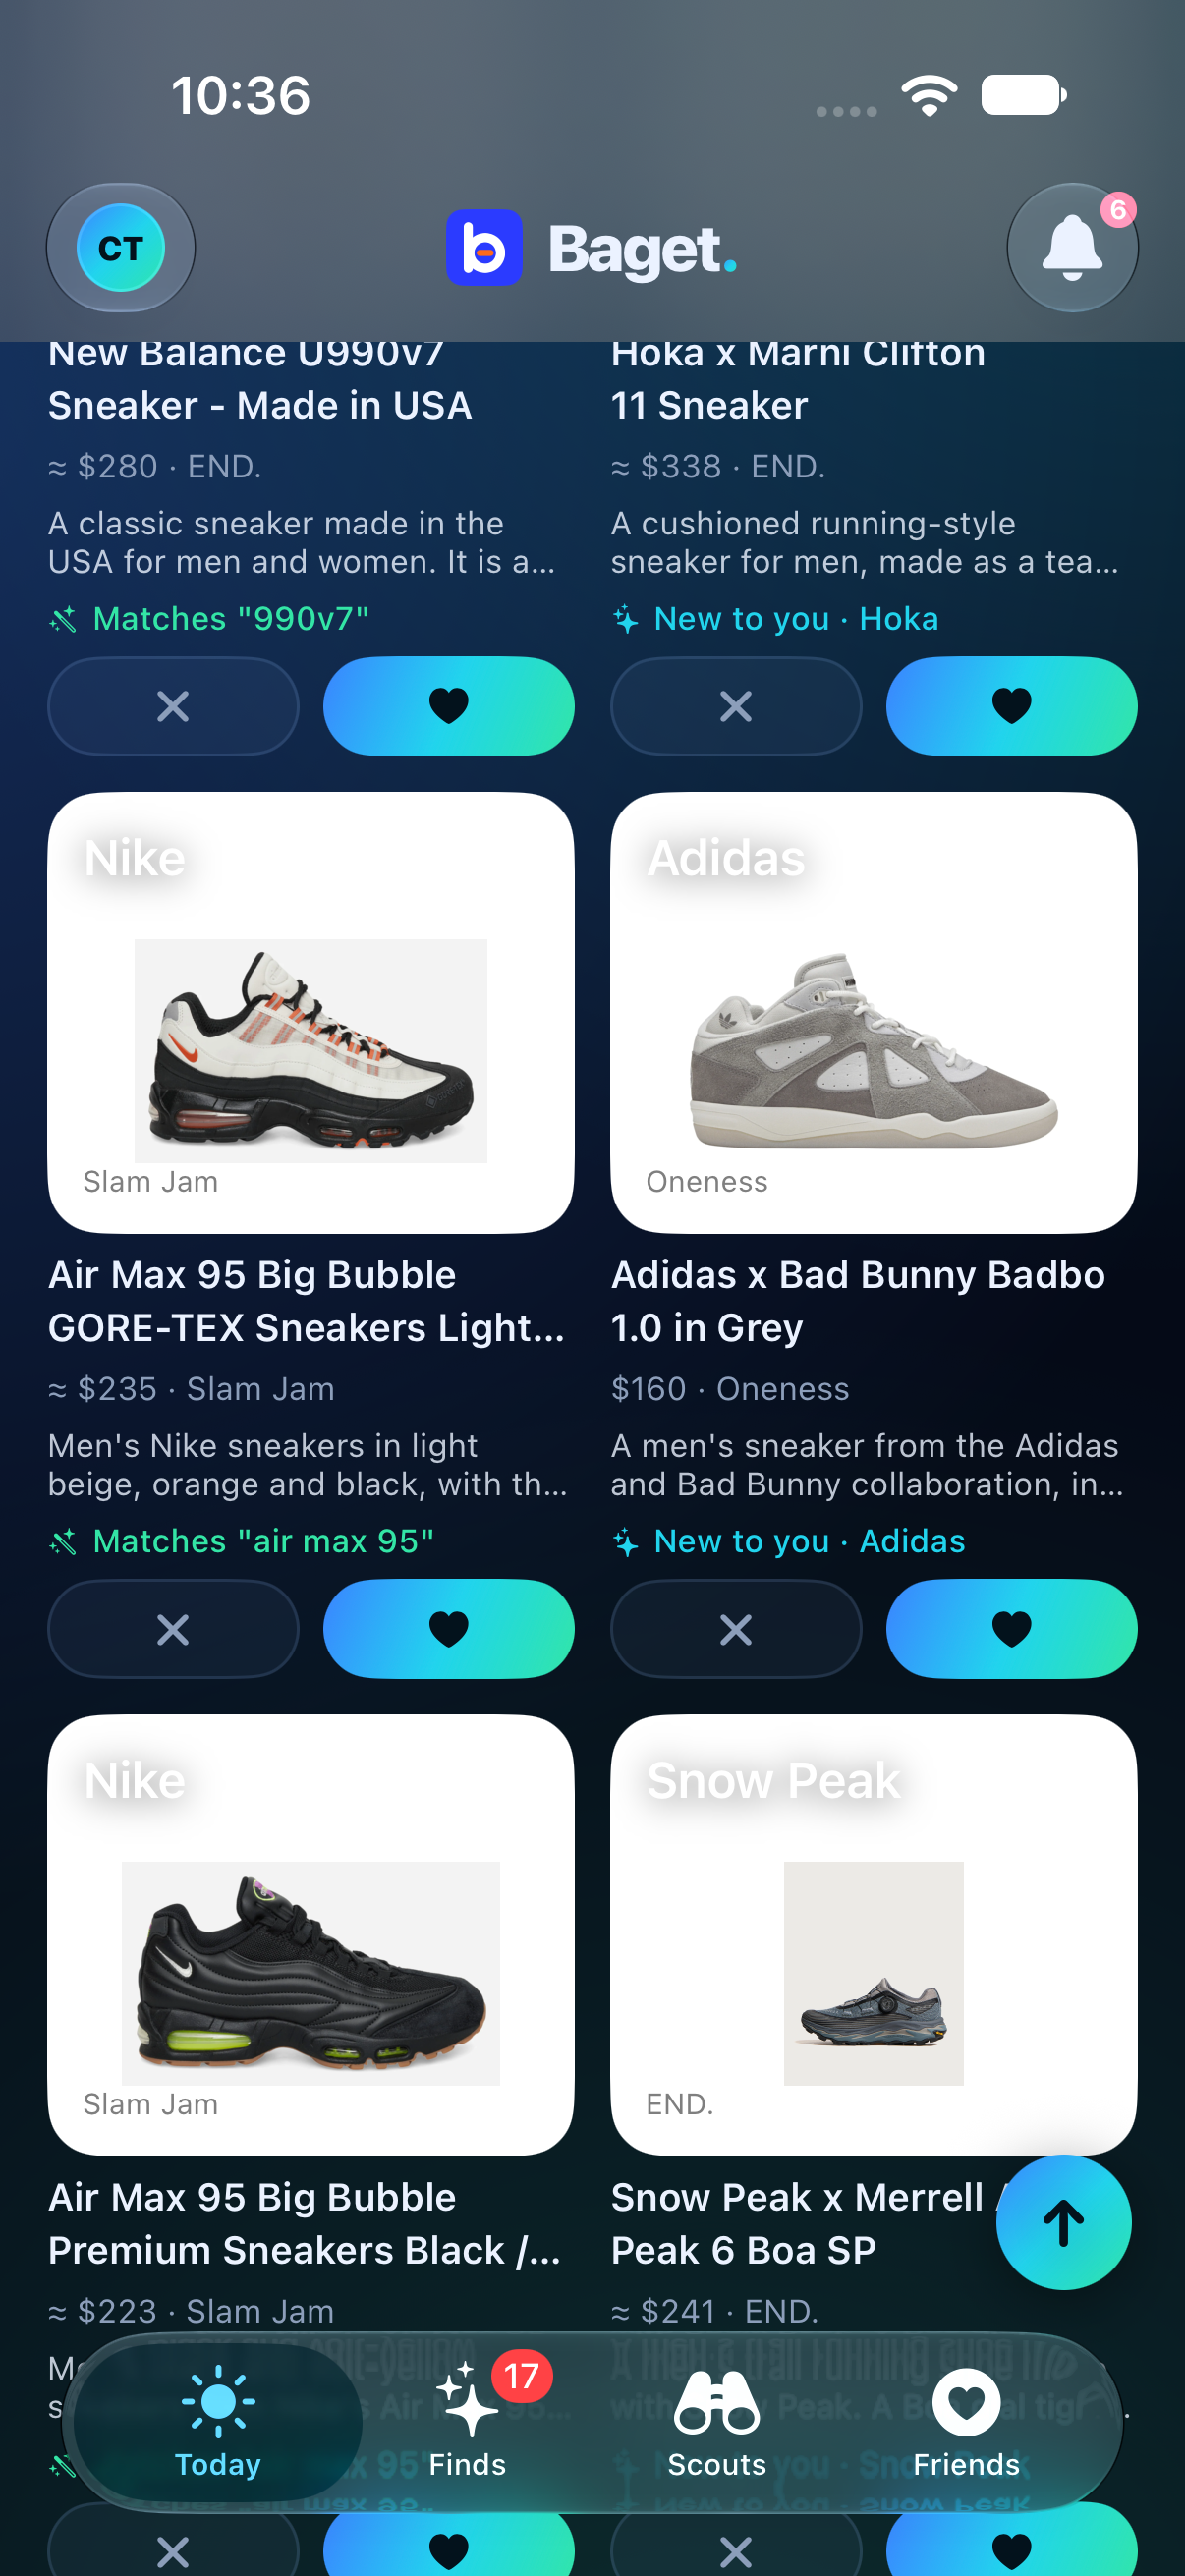 10:36
CT
b
Baget.
6
New Balance U990v7
Sneaker - Made in USA
≈ $280 · END.
A classic sneaker made in the
USA for men and women. It is a...
Matches "990v7"
Hoka x Marni Clifton
11 Sneaker
≈ $338 · END.
A cushioned running-style
sneaker for men, made as a tea...
New to you · Hoka
Nike
Slam Jam
Air Max 95 Big Bubble
GORE-TEX Sneakers Light...
≈ $235 · Slam Jam
Men's Nike sneakers in light
beige, orange and black, with th...
Matches "air max 95"
Adidas
Oneness
Adidas x Bad Bunny Badbo
1.0 in Grey
$160 · Oneness
A men's sneaker from the Adidas
and Bad Bunny collaboration, in...
New to you · Adidas
Nike
Slam Jam
Air Max 95 Big Bubble
Premium Sneakers Black /...
≈ $223 · Slam Jam
Snow Peak
END.
Snow Peak x Merrell
Peak 6 Boa SP
≈ $241 · END.
Today
Finds
17
Scouts
Friends